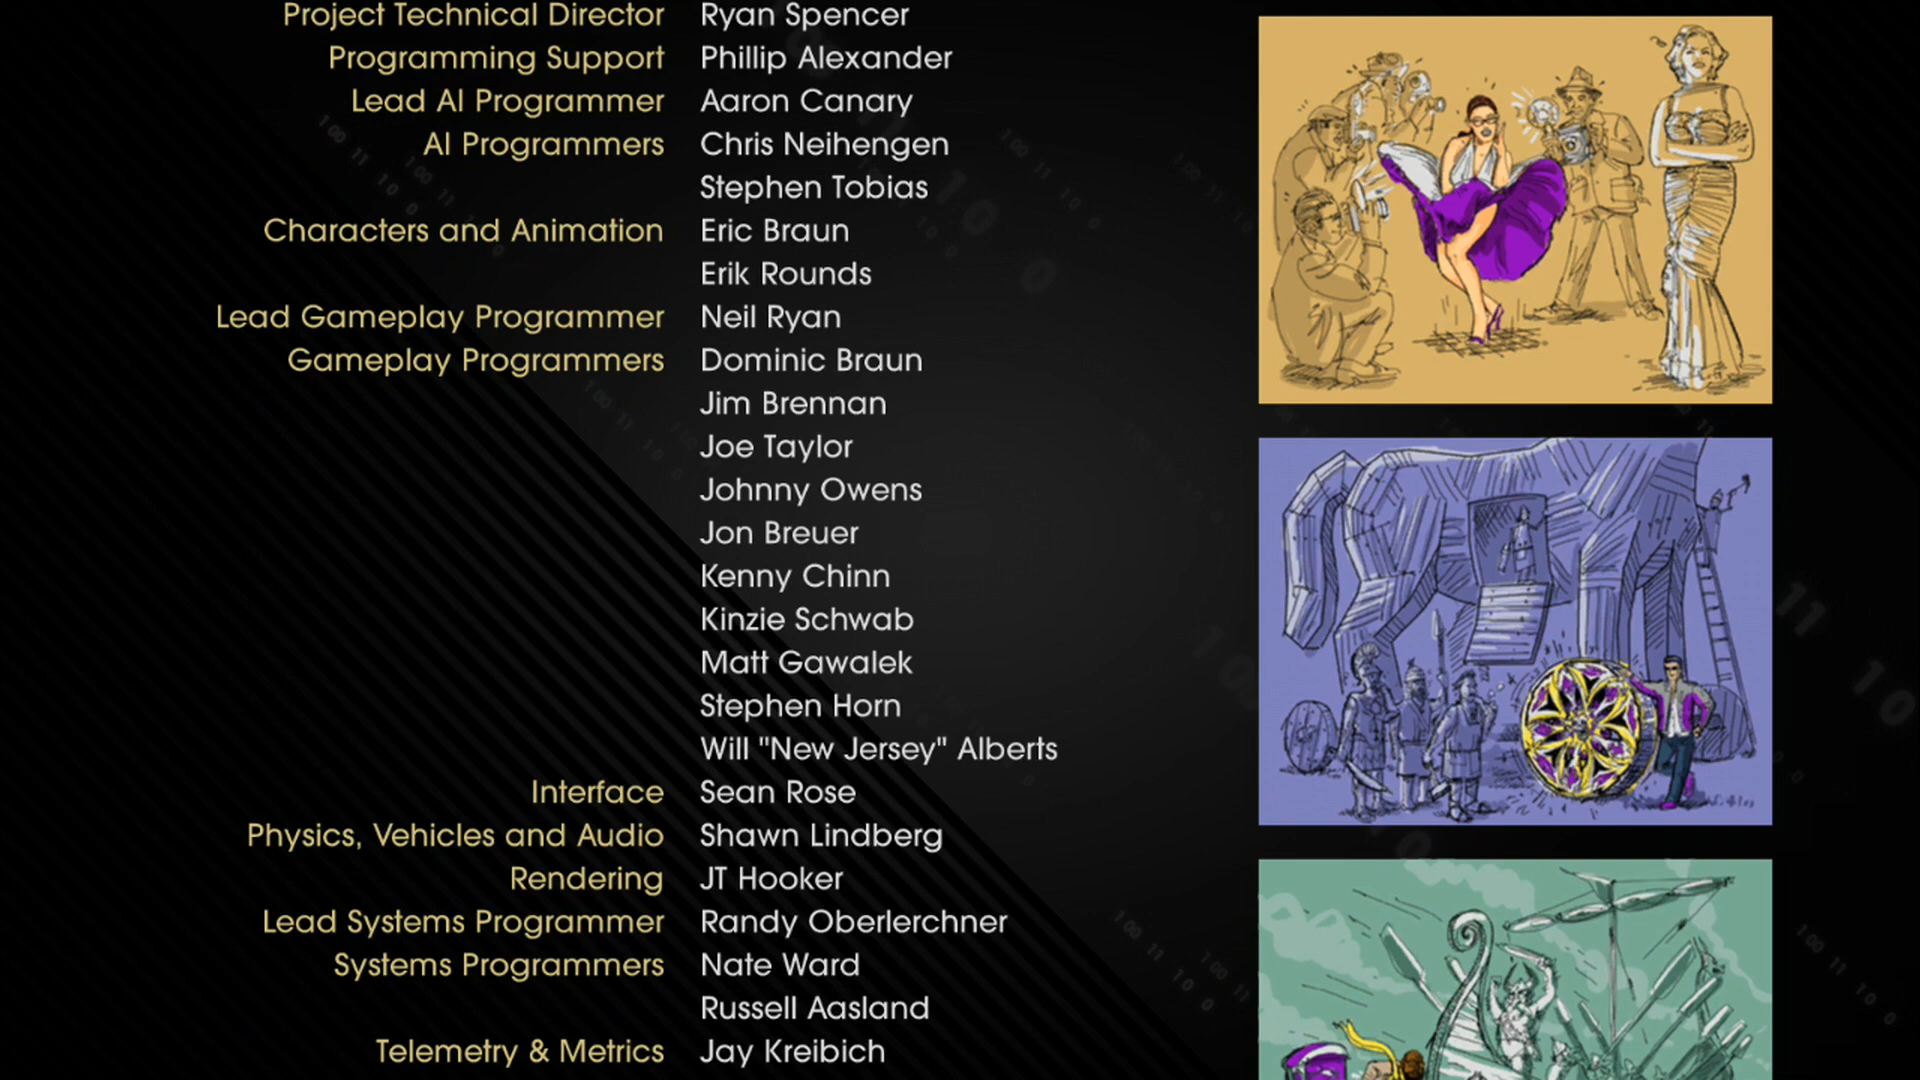 Project Technical Director Ryan Spencer
Programming Support Phillip Alexander
Lead AI Programmer Aaron Canary
AI Programmers Chris Neihengen
Stephen Tobias
Characters and Animation Eric Braun
Erik Rounds
Lead Gameplay Programmer Neil Ryan
Gameplay Programmers Dominic Braun
Jim Brennan
Joe Taylor
Johnny Owens
Jon Breuer
Kenny Chinn
Kinzie Schwab
Matt Gawalek
Stephen Horn
Will "New Jersey" Alberts
Interface Sean Rose
Physics, Vehicles and Audio Shawn Lindberg
Rendering JT Hooker
Lead Systems Programmer Randy Oberlerchner
Systems Programmers Nate Ward
Russell Aasland
Telemetry & Metrics Jay Kreibich